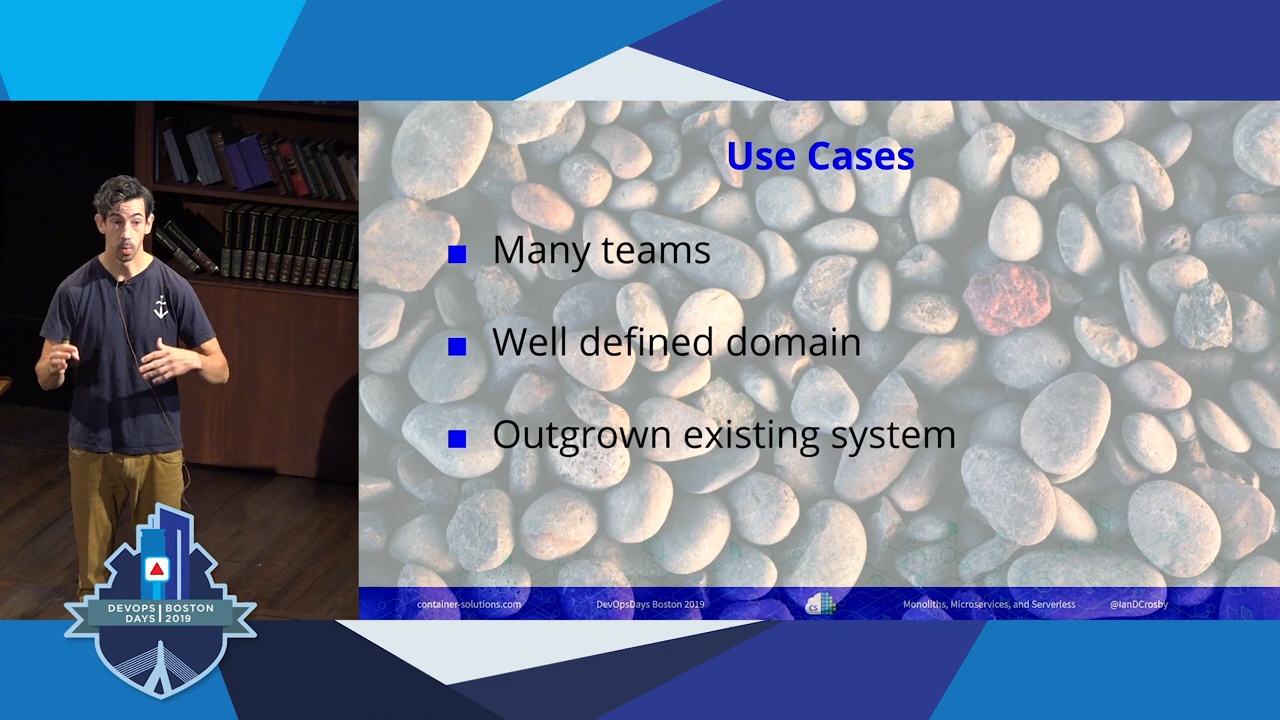 Use Cases
Many teams
Well defined domain
Outgrown existing system
container-solutions.com
DevOpsDays Boston 2019
CS
Monoliths, Microservices, and Serverless
@IanDCrosby
DEVOPS BOSTON
DAYS 2019